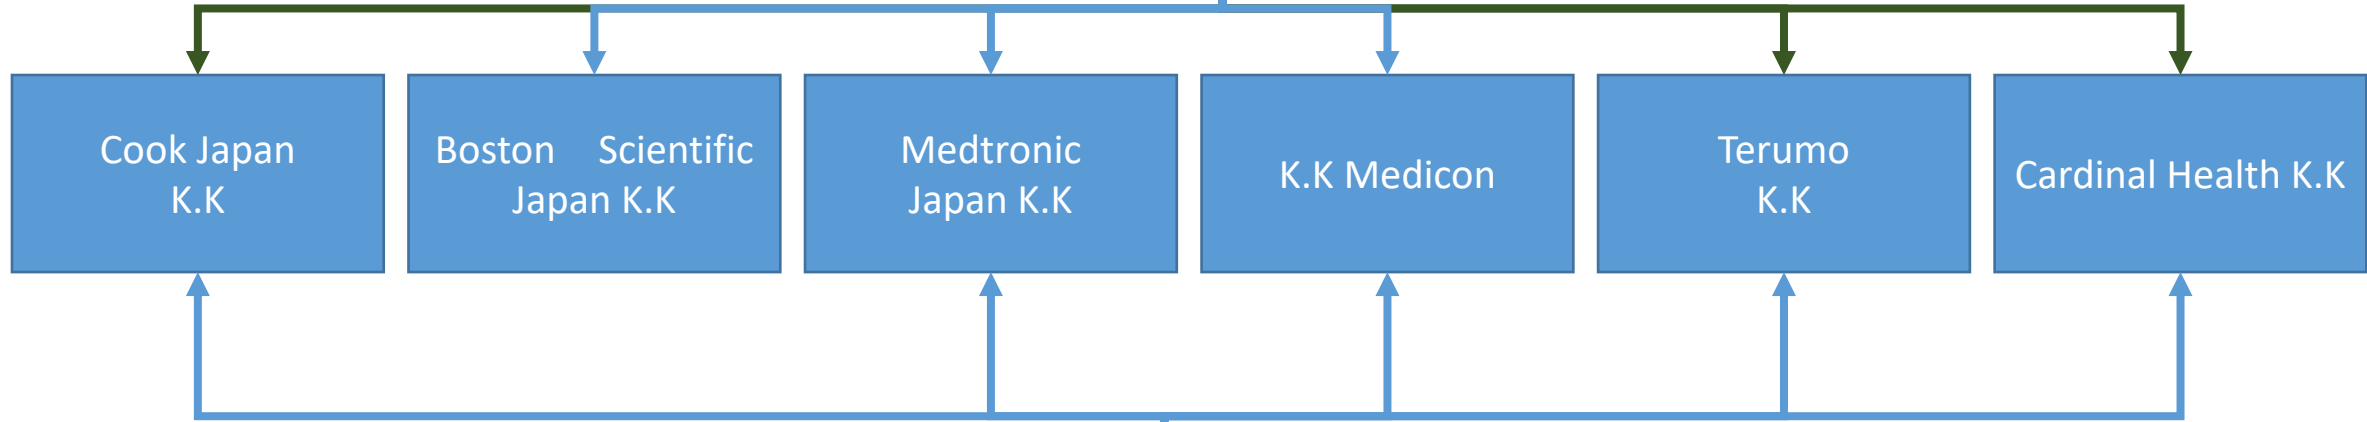 Cook Japan
K.K
Boston Scientific
Japan K.K
Medtronic
Japan K.K
K.K Medicon
Terumo
K.K
Cardinal Health K.K